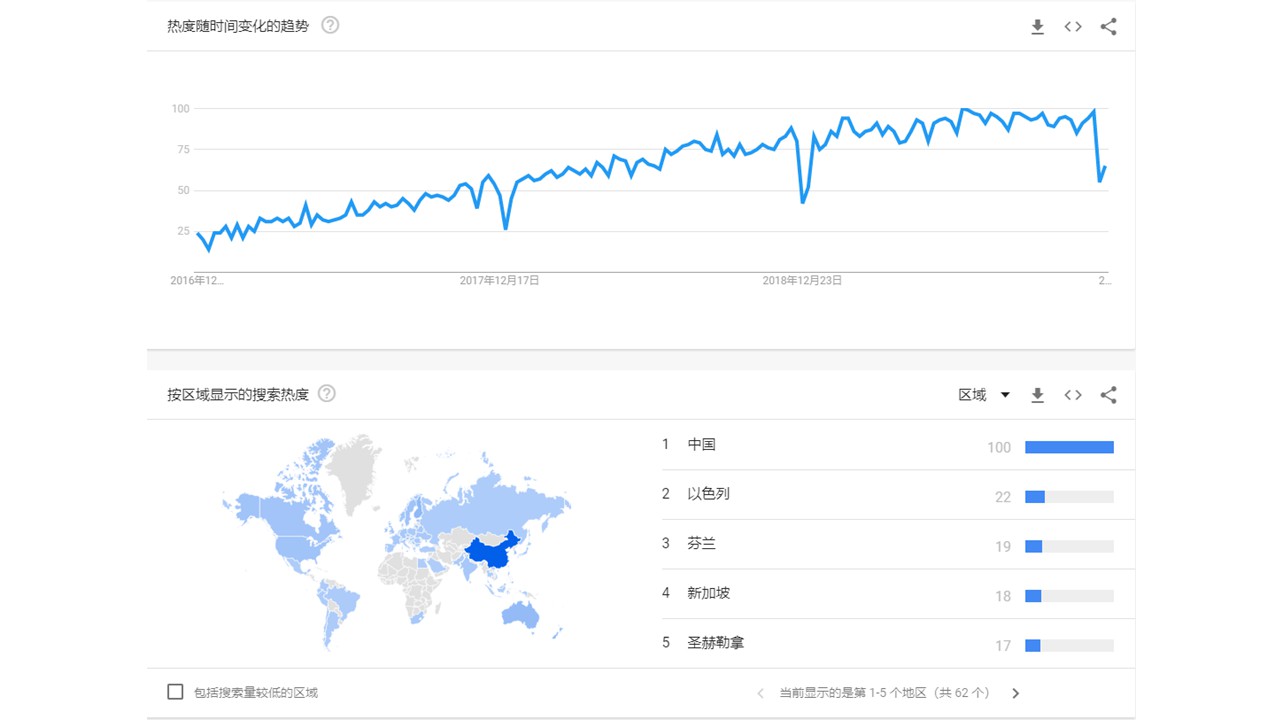 热度随时间变化的趋势
100
75
50
25
2016年12...
2017年12月17日
2018年12月23日
2...
按区域显示的搜索热度
区域
1 中国 100
2 以色列 22
3 芬兰 19
4 新加坡 18
5 圣赫勒拿 17
包括搜索量较低的区域
当前显示的是第 1-5 个地区（共 62 个）